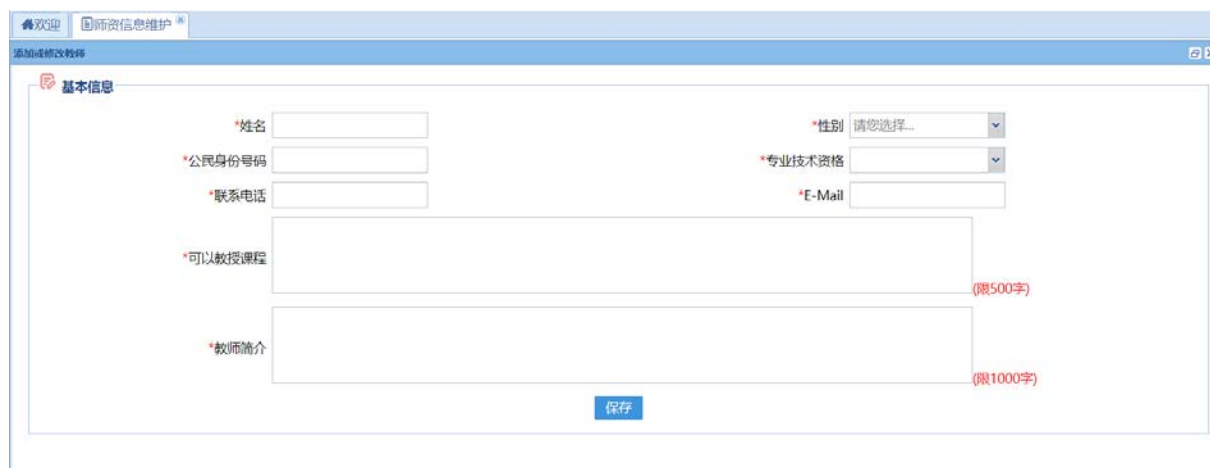 欢迎 师资信息维护
添加或修改教师
基本信息
*姓名 *性别 请您选择...
*公民身份号码 *专业技术资格
*联系电话 *E-Mail
*可以教授课程
(限500字)
*教师简介
(限1000字)
保存